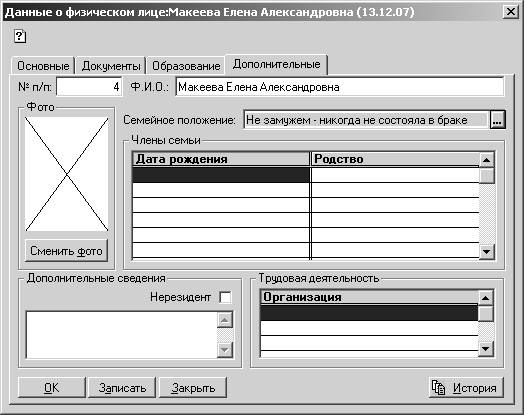 Данные о физическом лице:Макеева Елена Александровна (13.12.07)
Основные Документы Образование Дополнительные
№ п/п: 4 Ф.И.О.: Макеева Елена Александровна
Фото
Семейное положение: Не замужем - никогда не состояла в браке ...
Члены семьи
Дата рождения Родство
Сменить фото
Дополнительные сведения
Нерезидент
Трудовая деятельность
Организация
OK Записать Закрыть История